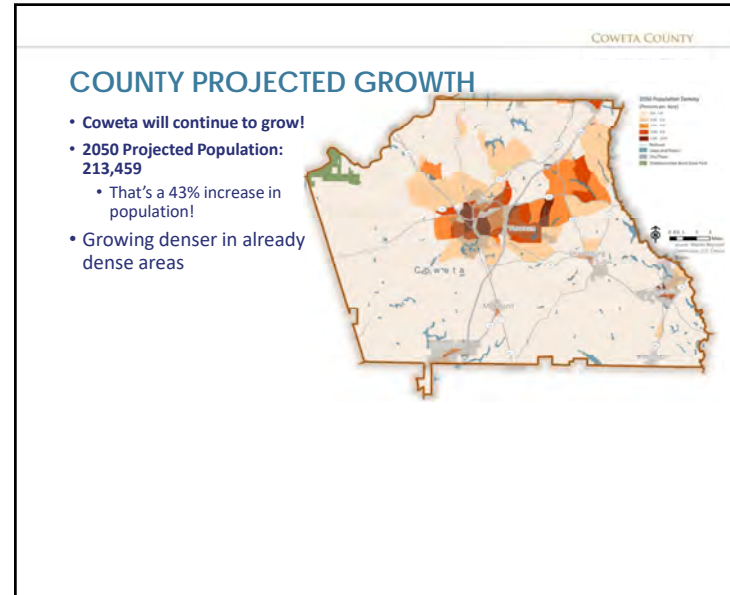 COWETA COUNTY
COUNTY PROJECTED GROWTH
• Coweta will continue to grow!
• 2050 Projected Population:
213,459
• That's a 43% increase in
population!
• Growing denser in already
dense areas
2050 Population Density
Coweta